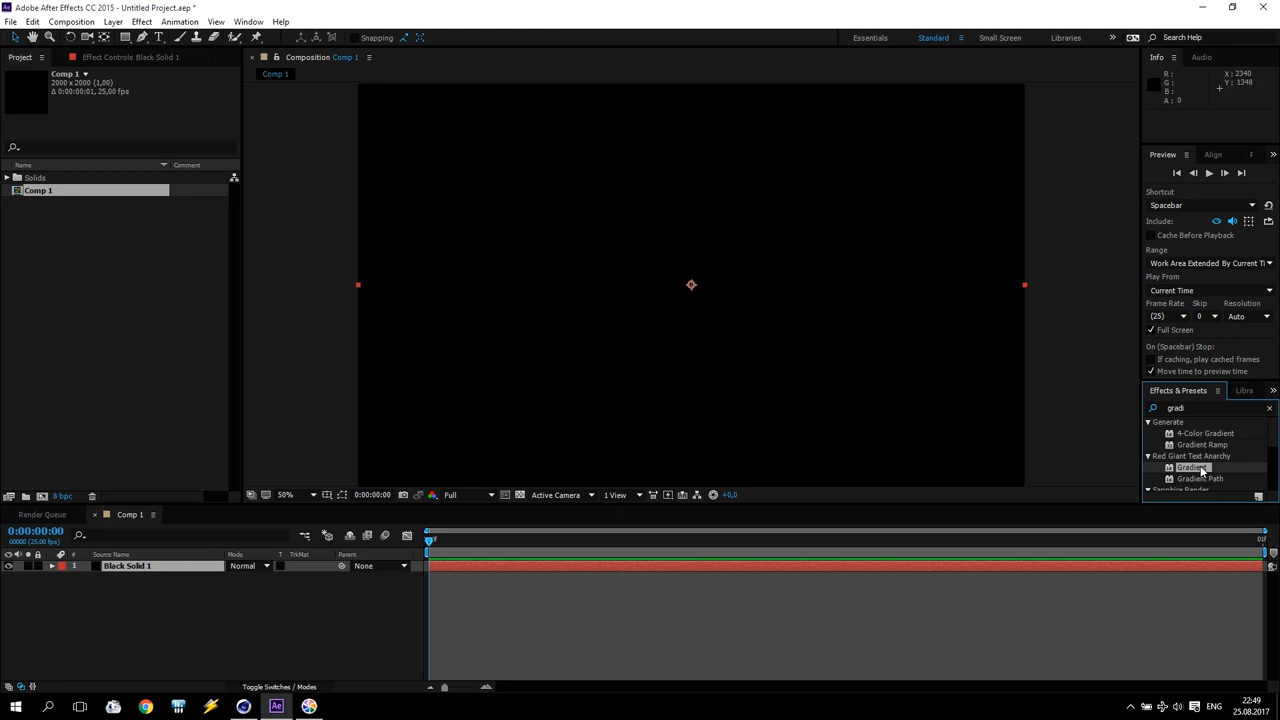 Adobe After Effects CC 2015 - Untitled Project.aep *
File Edit Composition Layer Effect Animation View Window Help
Snapping
Essentials Standard Small Screen Libraries Search Help
Project Effect Controls Black Solid 1
Composition Comp 1
Info Audio
Comp 1
2000 x 2000 (1,00)
Δ 0:00:00:01, 25,00 fps
Comp 1
R :
G :
B :
A : 0
X : 2340
Y : 1348
Name Comment
Solids
Comp 1
Preview Align
Shortcut
Spacebar
Include:
Cache Before Playback
Range
Work Area Extended By Current Ti
Play From
Current Time
Frame Rate Skip Resolution
(25) 0 Auto
Full Screen
On (Spacebar) Stop:
If caching, play cached frames
Move time to preview time
Effects & Presets Libra
gradi
Generate
4-Color Gradient
Gradient Ramp
Red Giant Text Anarchy
Gradient
Gradient Path
Sapphire Render
8 bpc
50% 0:00:00:00 Full Active Camera 1 View +0,0
Render Queue Comp 1
0:00:00:00
00000 (25.00 fps)
01f
# Source Name Mode T TrkMat Parent
1 Black Solid 1 Normal None
Toggle Switches / Modes
ENG
22:49
25.08.2017